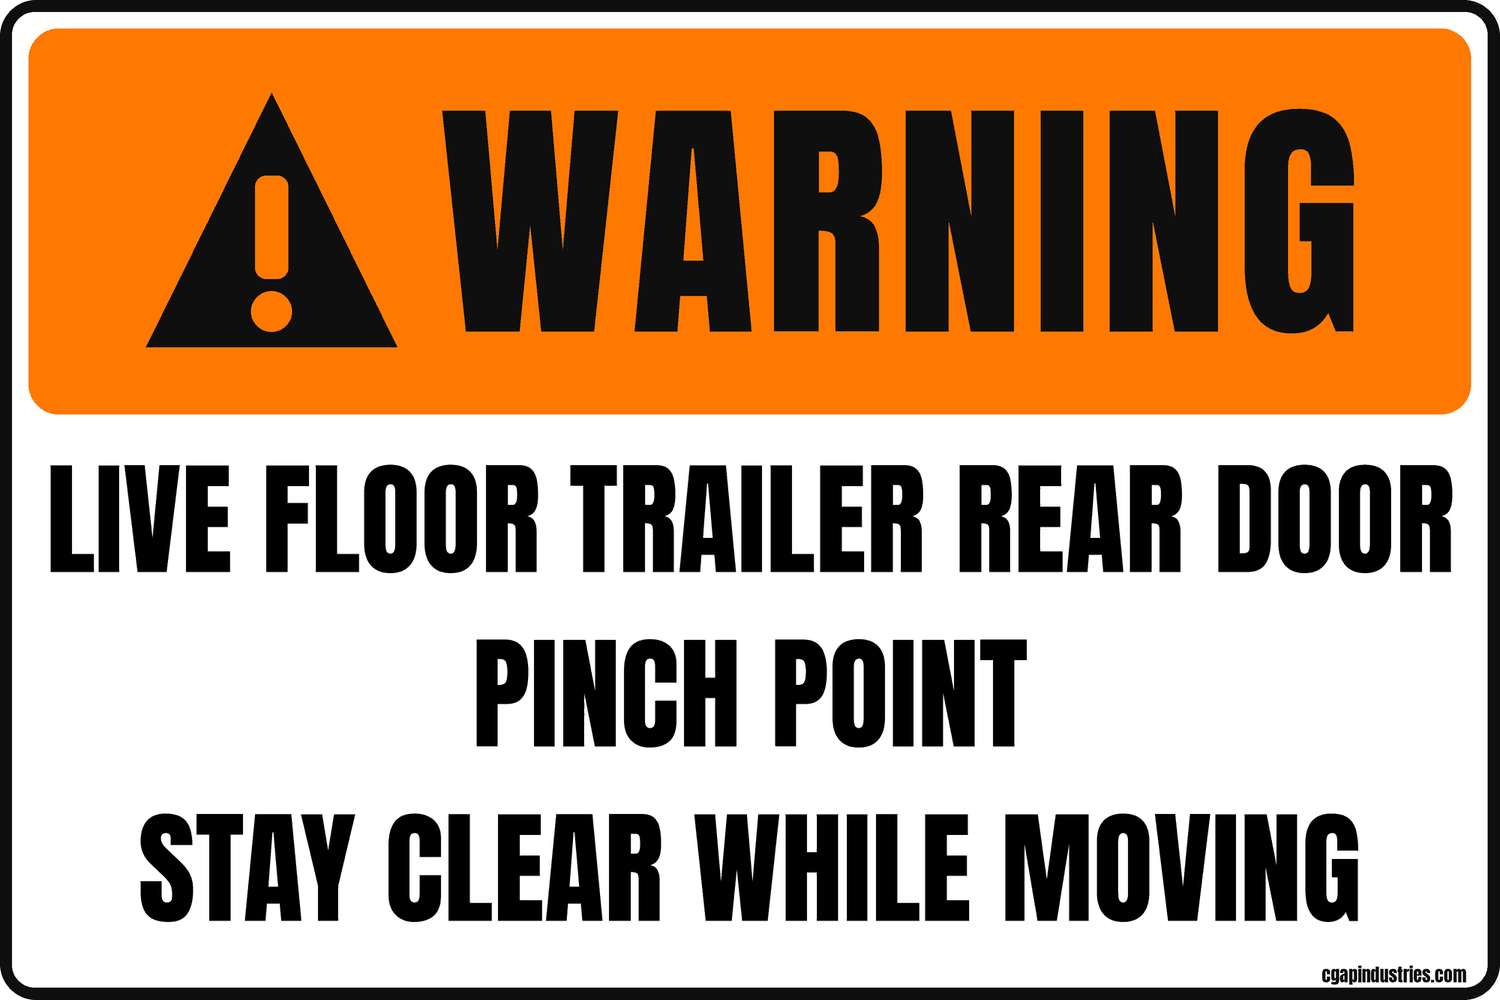 WARNING
LIVE FLOOR TRAILER REAR DOOR
PINCH POINT
STAY CLEAR WHILE MOVING
cgapindustries.com